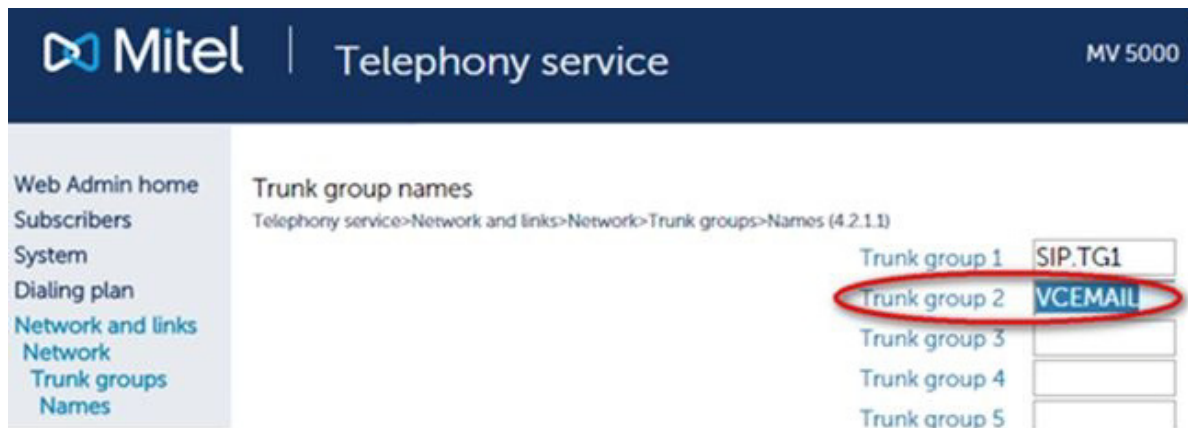 Mitel | Telephony service MV 5000
Web Admin home
Subscribers
System
Dialing plan
Network and links
Network
Trunk groups
Names
Trunk group names
Telephony service>Network and links>Network>Trunk groups>Names (4.2.1.1)
Trunk group 1 SIP.TG1
Trunk group 2 VCEMAIL
Trunk group 3
Trunk group 4
Trunk group 5